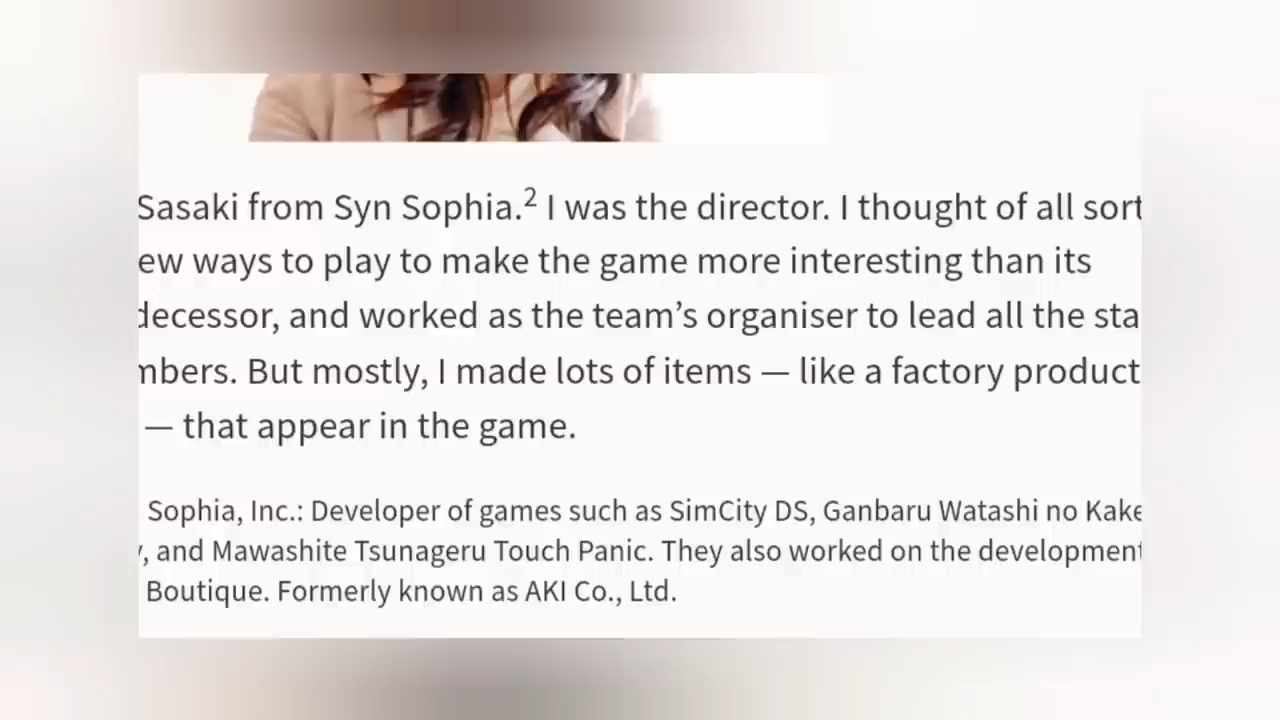 Sasaki from Syn Sophia.2 I was the director. I thought of all sort
ew ways to play to make the game more interesting than its
decessor, and worked as the team's organiser to lead all the sta
mbers. But mostly, I made lots of items — like a factory product
— that appear in the game.
Sophia, Inc.: Developer of games such as SimCity DS, Ganbaru Watashi no Kake
, and Mawashite Tsunageru Touch Panic. They also worked on the development
Boutique. Formerly known as AKI Co., Ltd.